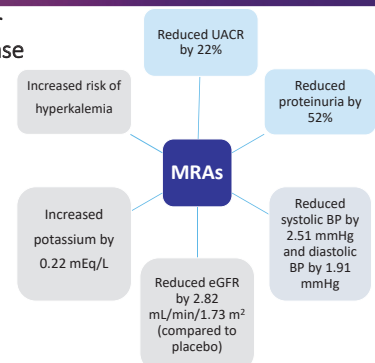 Reduced UACR
by 22%
Increased risk of
hyperkalemia
Reduced
proteinuria by
52%
MRAs
Increased
potassium by
0.22 mEq/L
Reduced
systolic BP by
2.51 mmHg
and diastolic
BP by 1.91
mmHg
Reduced eGFR
by 2.82
mL/min/1.73 m²
(compared to
placebo)